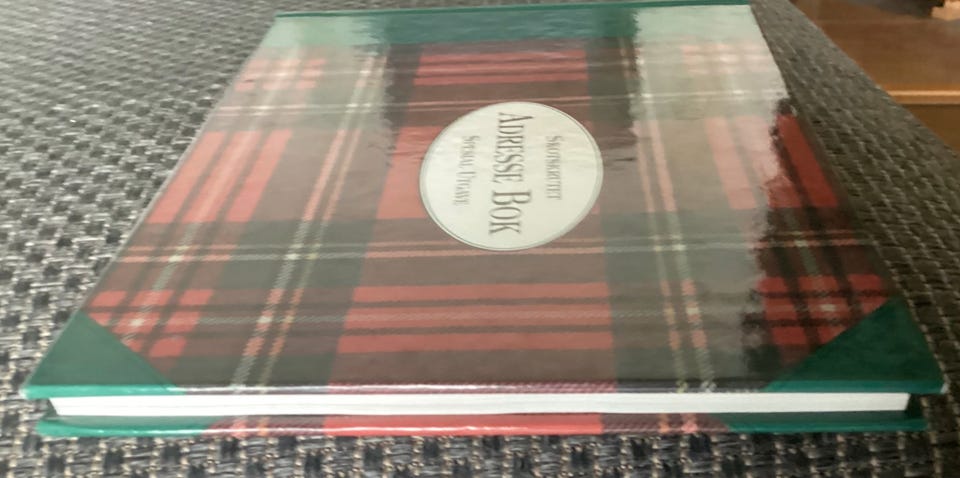 SKOTSKRUTET
ADRESSE BOK
SPESIAL UTGAVE